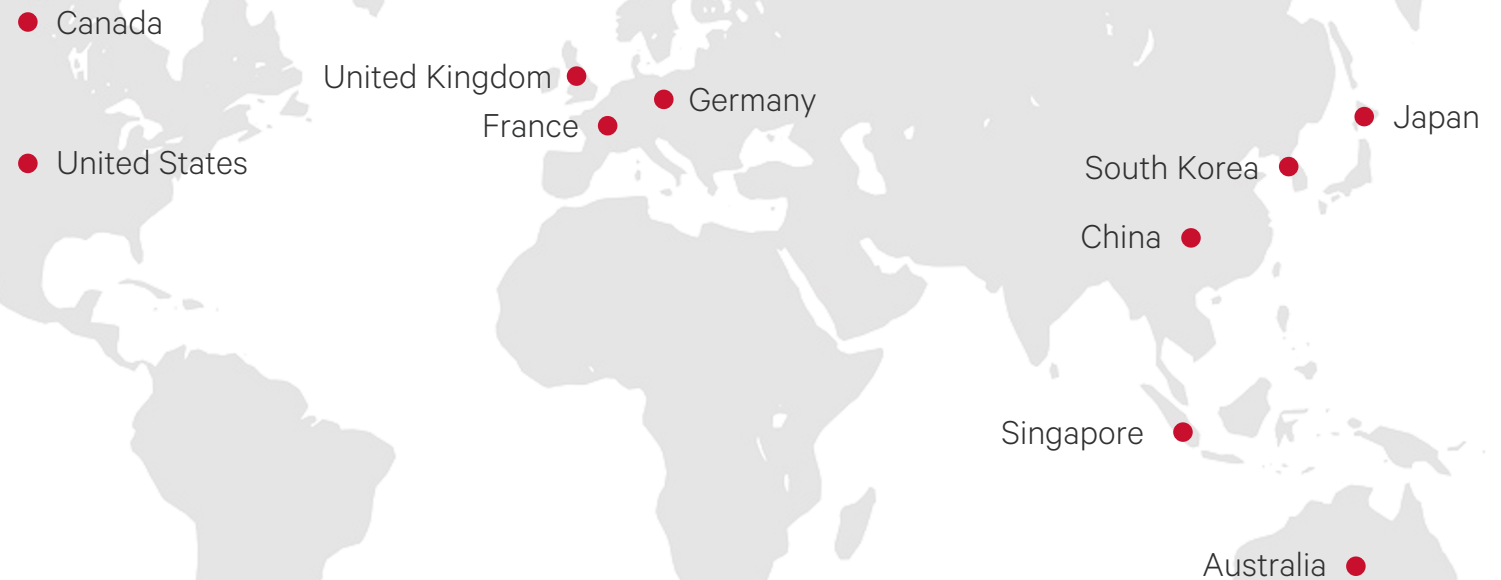 Canada
United Kingdom
Germany
France
Japan
United States
South Korea
China
Singapore
Australia